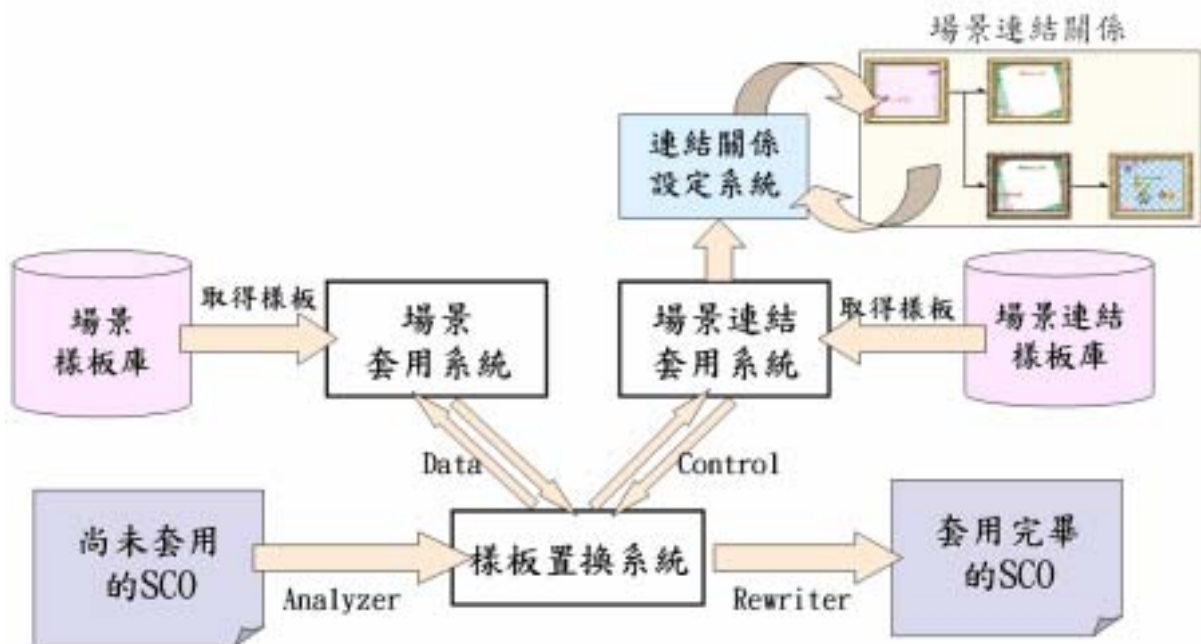 場景連結關係
連結關係
設定系統
場景
樣板庫
取得樣板
場景
套用系統
場景連結
套用系統
取得樣板
場景連結
樣板庫
Data
Control
尚未套用
的SCO
Analyzer
樣板置換系統
Rewriter
套用完畢
的SCO